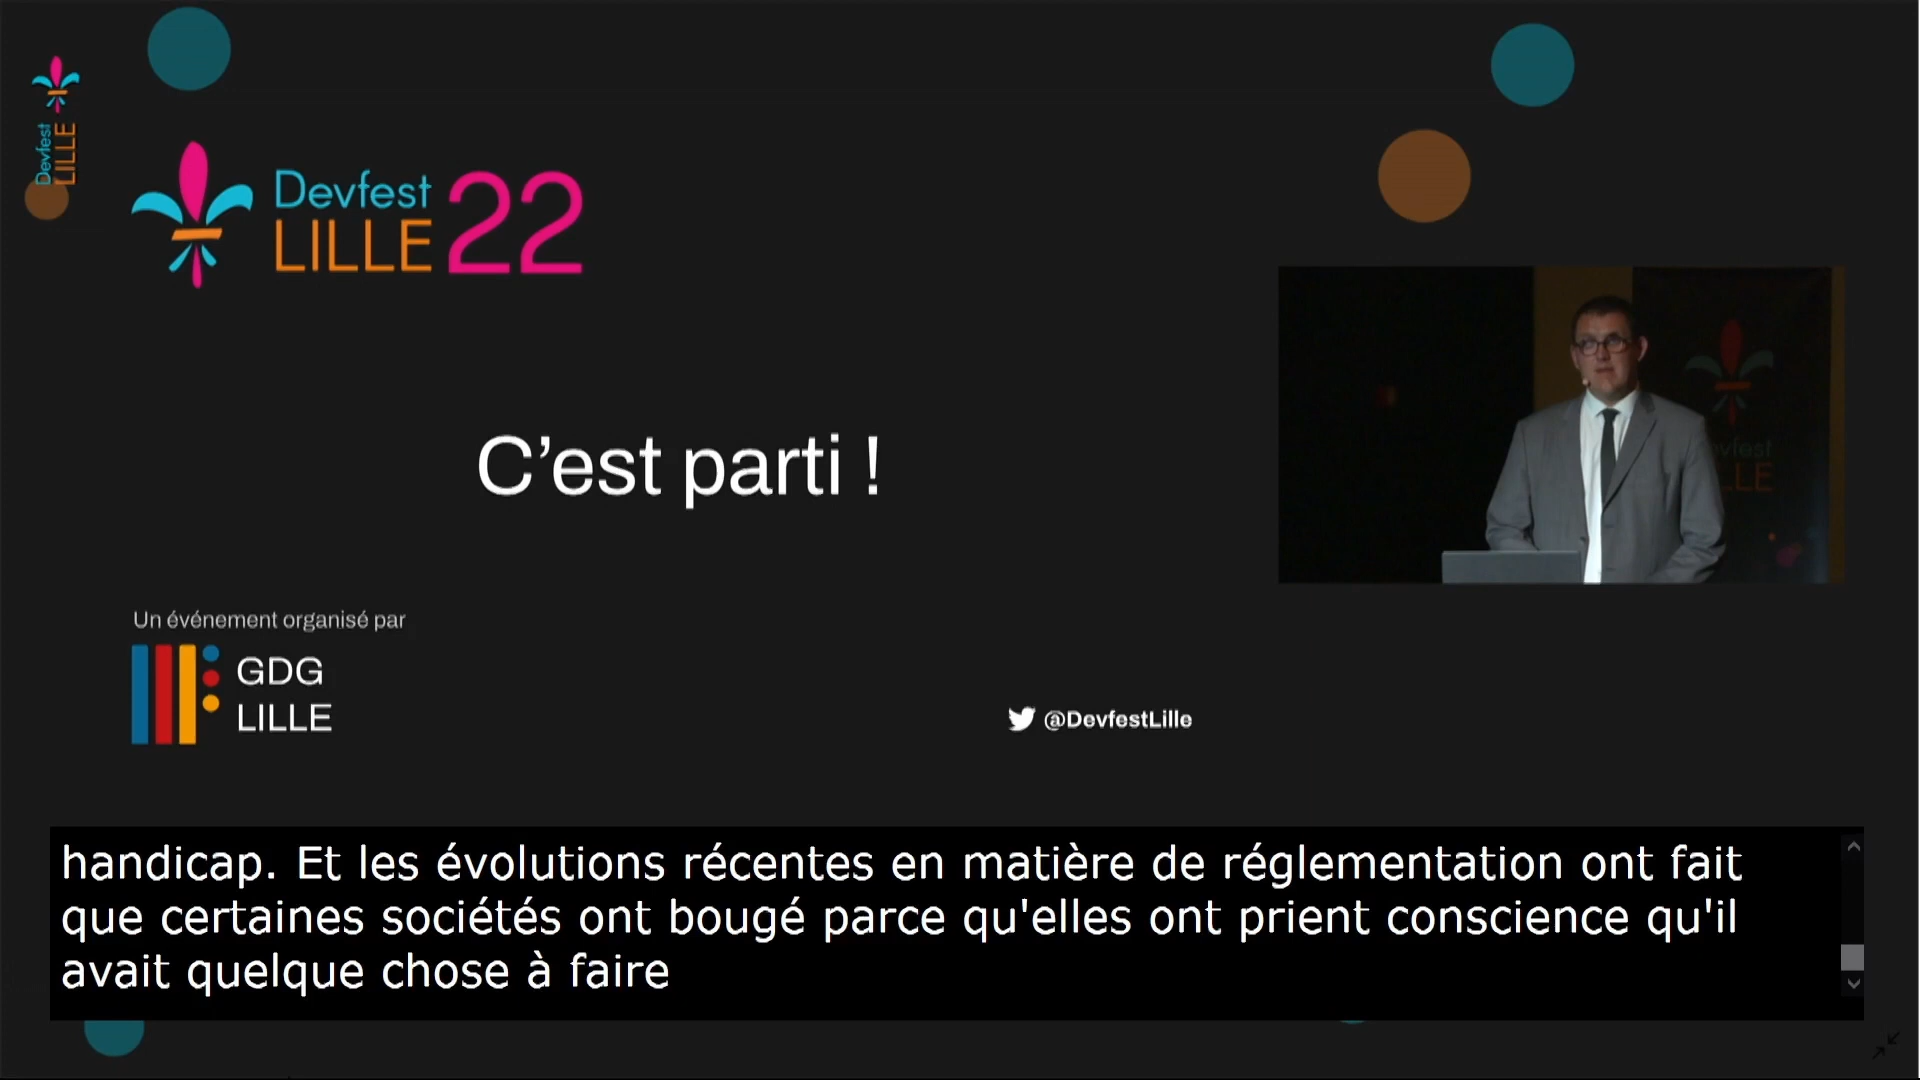 Devfest
LILLE
Devfest
LILLE 22
C’est parti !
Un événement organisé par
GDG
LILLE
@DevfestLille
handicap. Et les évolutions récentes en matière de réglementation ont fait
que certaines sociétés ont bougé parce qu'elles ont prient conscience qu'il
avait quelque chose à faire